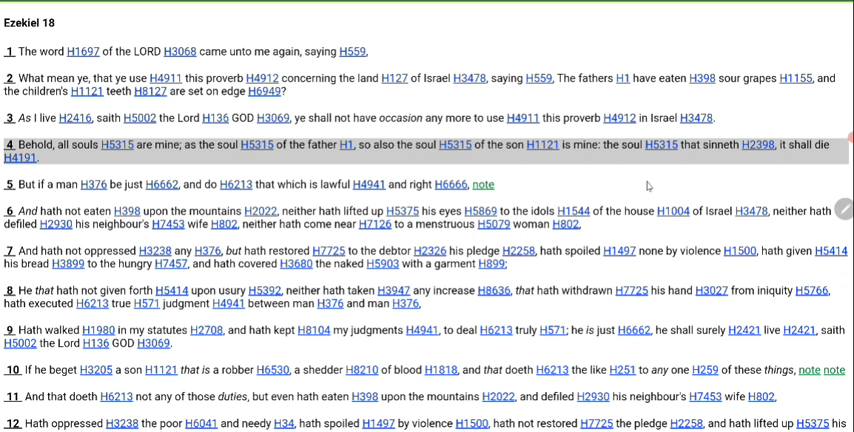 Ezekiel 18
1 The word H1697 of the LORD H3068 came unto me again, saying H559,
2 What mean ye, that ye use H4911 this proverb H4912 concerning the land H127 of Israel H3478, saying H559, The fathers H1 have eaten H398 sour grapes H1155, and
the children's H1121 teeth H8127 are set on edge H6949?
3 As I live H2416, saith H5002 the Lord H136 GOD H3069, ye shall not have occasion any more to use H4911 this proverb H4912 in Israel H3478.
4 Behold, all souls H5315 are mine; as the soul H5315 of the father H1, so also the soul H5315 of the son H1121 is mine: the soul H5315 that sinneth H2398, it shall die
H4191.
5 But if a man H376 be just H6662, and do H6213 that which is lawful H4941 and right H6666, note
6 And hath not eaten H398 upon the mountains H2022, neither hath lifted up H5375 his eyes H5869 to the idols H1544 of the house H1004 of Israel H3478, neither hath
defiled H2930 his neighbour's H7453 wife H802, neither hath come near H7126 to a menstruous H5079 woman H802,
7 And hath not oppressed H3238 any H376, but hath restored H7725 to the debtor H2326 his pledge H2258, hath spoiled H1497 none by violence H1500, hath given H5414
his bread H3899 to the hungry H7457, and hath covered H3680 the naked H5903 with a garment H899;
8 He that hath not given forth H5414 upon usury H5392, neither hath taken H3947 any increase H8636, that hath withdrawn H7725 his hand H3027 from iniquity H5766,
hath executed H6213 true H571 judgment H4941 between man H376 and man H376,
9 Hath walked H1980 in my statutes H2708, and hath kept H8104 my judgments H4941, to deal H6213 truly H571; he is just H6662, he shall surely H2421 live H2421, saith
H5002 the Lord H136 GOD H3069.
10 If he beget H3205 a son H1121 that is a robber H6530, a shedder H8210 of blood H1818, and that doeth H6213 the like H251 to any one H259 of these things, note note
11 And that doeth H6213 not any of those duties, but even hath eaten H398 upon the mountains H2022, and defiled H2930 his neighbour's H7453 wife H802,
12 Hath oppressed H3238 the poor H6041 and needy H34, hath spoiled H1497 by violence H1500, hath not restored H7725 the pledge H2258, and hath lifted up H5375 his